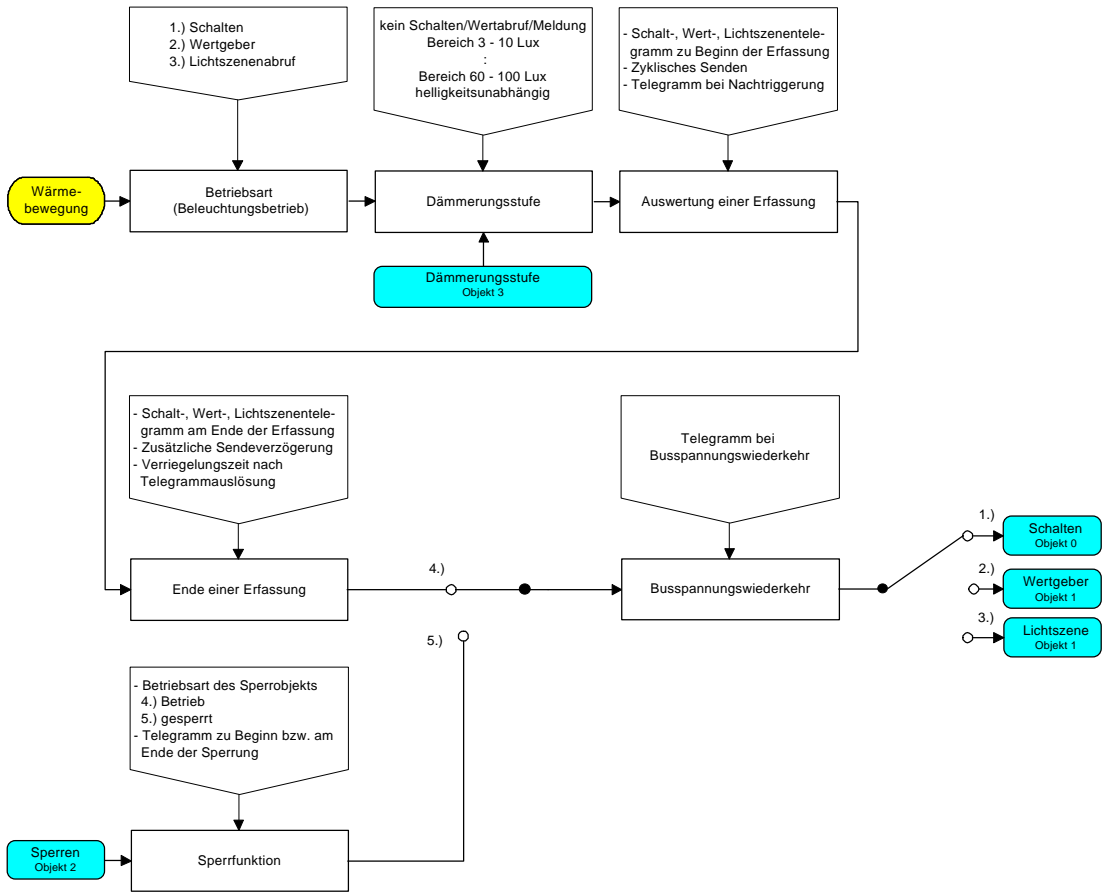 1.) Schalten
2.) Wertgeber
3.) Lichtszenenabruf
kein Schalten/Wertabruf/Meldung
Bereich 3 - 10 Lux
:
Bereich 60 - 100 Lux
helligkeitsunabhängig
- Schalt-, Wert-, Lichtszenentele-
gramm zu Beginn der Erfassung
- Zyklisches Senden
- Telegramm bei Nachtriggerung
Wärme-
bewegung
Betriebsart
(Beleuchtungsbetrieb)
Dämmerungsstufe
Auswertung einer Erfassung
Dämmerungsstufe
Objekt 3
- Schalt-, Wert-, Lichtszenentele-
gramm am Ende der Erfassung
- Zusätzliche Sendeverzögerung
- Verriegelungszeit nach
Telegrammauslösung
Telegramm bei
Busspannungswiederkehr
Ende einer Erfassung
4.)
5.)
Busspannungswiederkehr
1.)
Schalten
Objekt 0
2.)
Wertgeber
Objekt 1
3.)
Lichtszene
Objekt 1
- Betriebsart des Sperrobjekts
4.) Betrieb
5.) gesperrt
- Telegramm zu Beginn bzw. am
Ende der Sperrung
Sperren
Objekt 2
Sperrfunktion